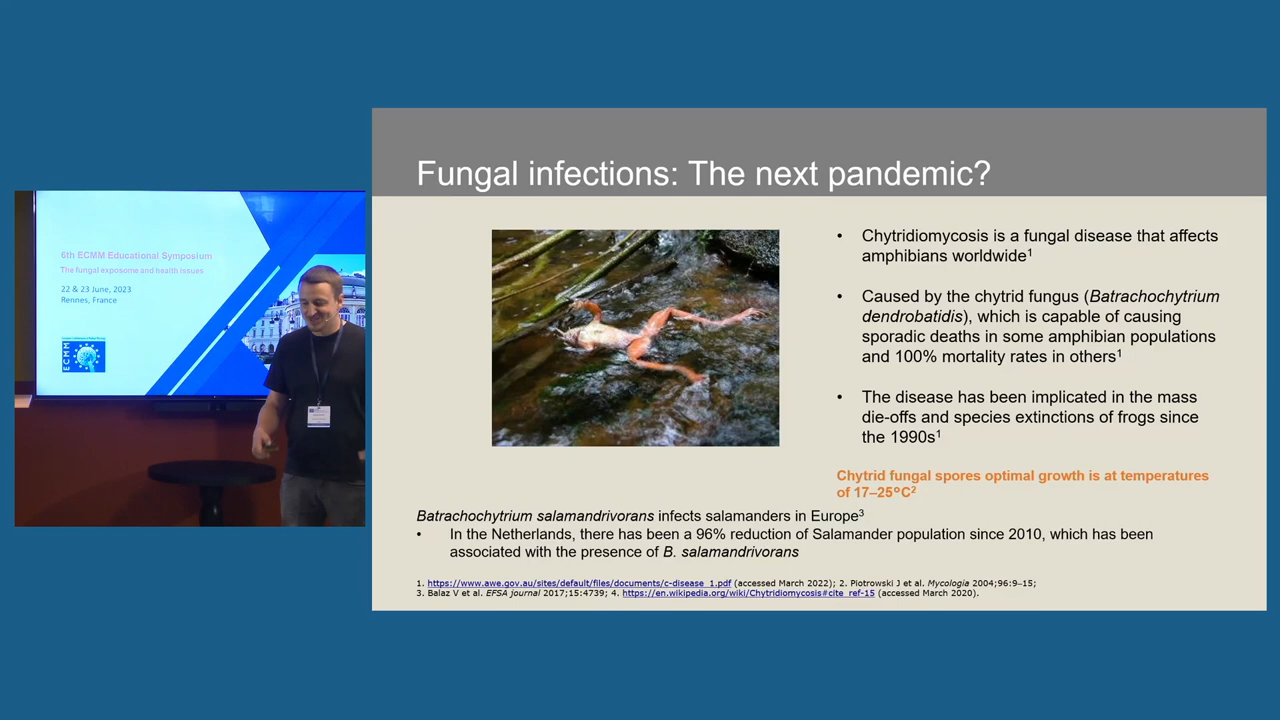 6th ECMM Educational Symposium
The fungal exposome and health issues
22 & 23 June, 2023
Rennes, France
ECMM
Fungal infections: The next pandemic?
• Chytridiomycosis is a fungal disease that affects
amphibians worldwide1
• Caused by the chytrid fungus (Batrachochytrium
dendrobatidis), which is capable of causing
sporadic deaths in some amphibian populations
and 100% mortality rates in others1
• The disease has been implicated in the mass
die-offs and species extinctions of frogs since
the 1990s1
Chytrid fungal spores optimal growth is at temperatures
of 17–25ºC2
Batrachochytrium salamandrivorans infects salamanders in Europe3
• In the Netherlands, there has been a 96% reduction of Salamander population since 2010, which has been
associated with the presence of B. salamandrivorans
1. https://www.awe.gov.au/sites/default/files/documents/c-disease_1.pdf (accessed March 2022); 2. Piotrowski J et al. Mycologia 2004;96:9–15;
3. Balaz V et al. EFSA journal 2017;15:4739; 4. https://en.wikipedia.org/wiki/Chytridiomycosis#cite_ref-15 (accessed March 2020).